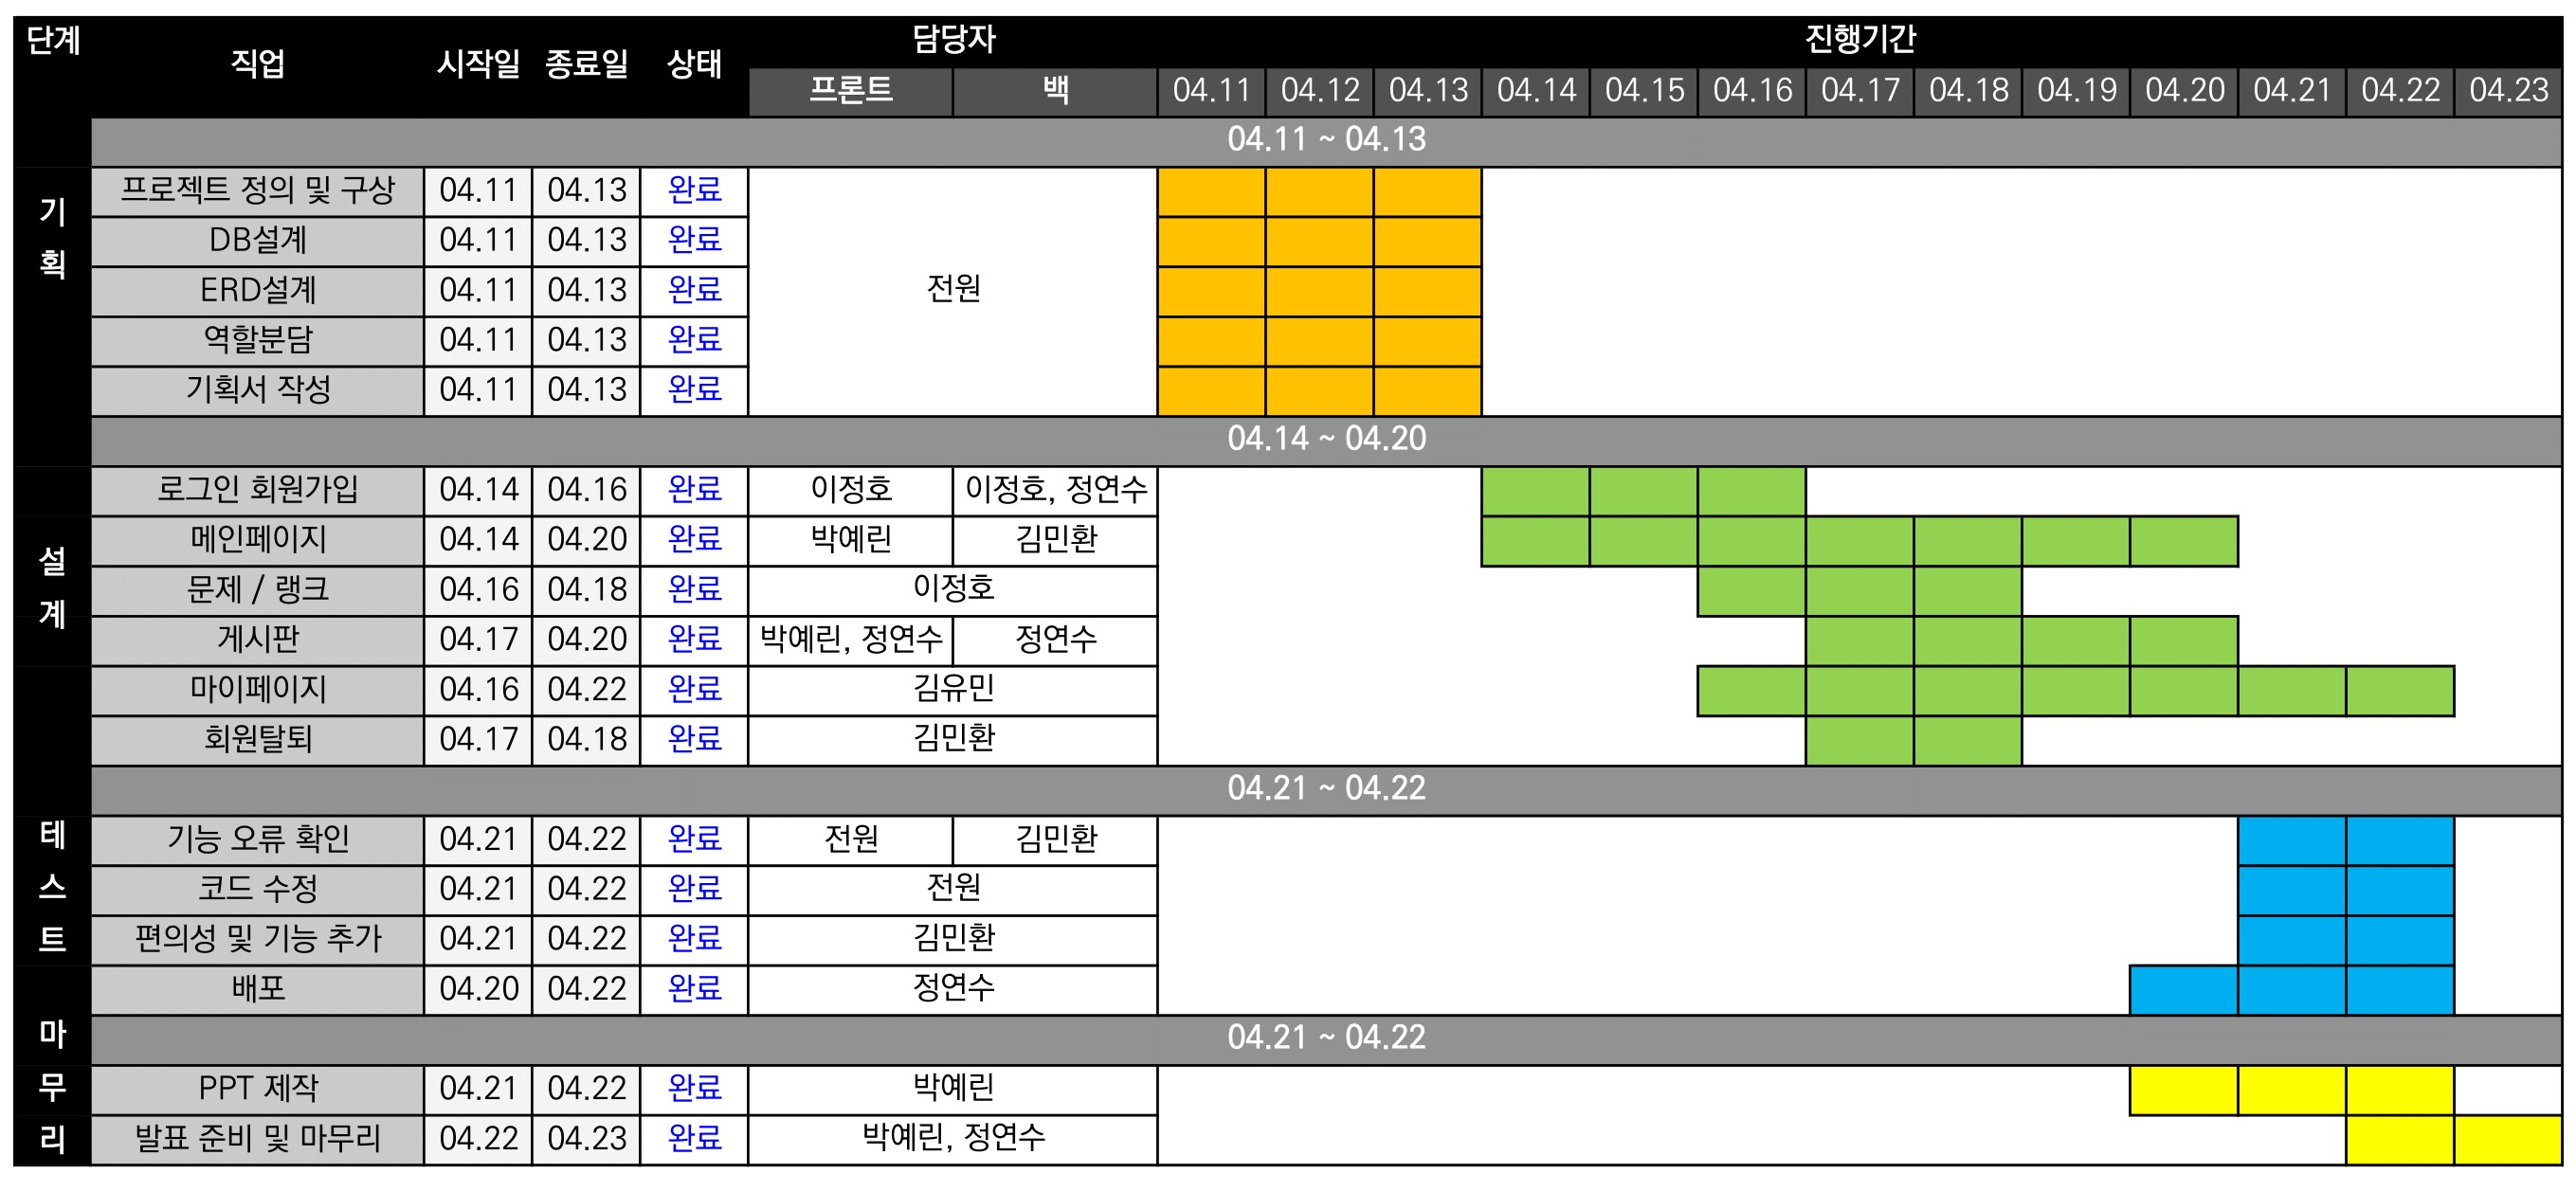 단계 직업 시작일 종료일 상태 담당자 진행기간
프론트 백 04.11 04.12 04.13 04.14 04.15 04.16 04.17 04.18 04.19 04.20 04.21 04.22 04.23
04.11 ~ 04.13
기획
프로젝트 정의 및 구상 04.11 04.13 완료
DB설계 04.11 04.13 완료
ERD설계 04.11 04.13 완료 전원
역할분담 04.11 04.13 완료
기획서 작성 04.11 04.13 완료
04.14 ~ 04.20
설계
로그인 회원가입 04.14 04.16 완료 이정호 이정호, 정연수
메인페이지 04.14 04.20 완료 박예린 김민환
문제 / 랭크 04.16 04.18 완료 이정호
게시판 04.17 04.20 완료 박예린, 정연수 정연수
마이페이지 04.16 04.22 완료 김유민
회원탈퇴 04.17 04.18 완료 김민환
04.21 ~ 04.22
테스트
기능 오류 확인 04.21 04.22 완료 전원 김민환
코드 수정 04.21 04.22 완료 전원
편의성 및 기능 추가 04.21 04.22 완료 김민환
배포 04.20 04.22 완료 정연수
마무리
04.21 ~ 04.22
PPT 제작 04.21 04.22 완료 박예린
발표 준비 및 마무리 04.22 04.23 완료 박예린, 정연수